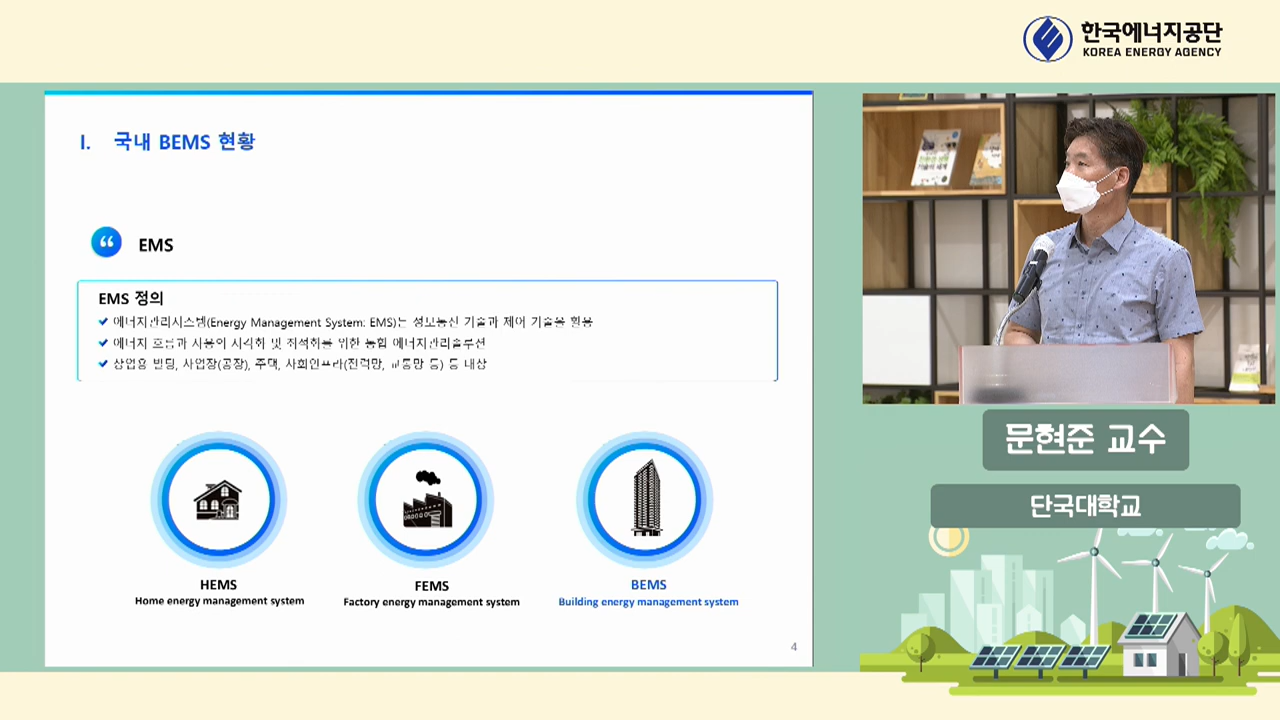 한국에너지공단
KOREA ENERGY AGENCY
I. 국내 BEMS 현황
EMS
EMS 정의
에너지관리시스템(Energy Management System: EMS)는 정보통신 기술과 제어 기술을 활용
에너지 흐름과 사용의 시각화 및 최적화를 위한 통합 에너지관리솔루션
상업용 빌딩, 사업장(공장), 주택, 사회인프라(전력망, 교통망 등) 등 대상
HEMS
Home energy management system
FEMS
Factory energy management system
BEMS
Building energy management system
4
문현준 교수
단국대학교